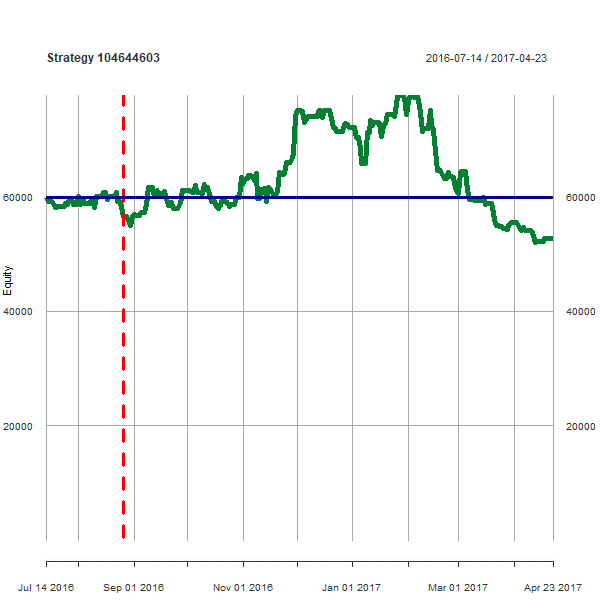 Strategy 104644603 2016-07-14 / 2017-04-23
60000 60000
Equity
40000 40000
20000 20000
Jul 14 2016 Sep 01 2016 Nov 01 2016 Jan 01 2017 Mar 01 2017 Apr 23 2017